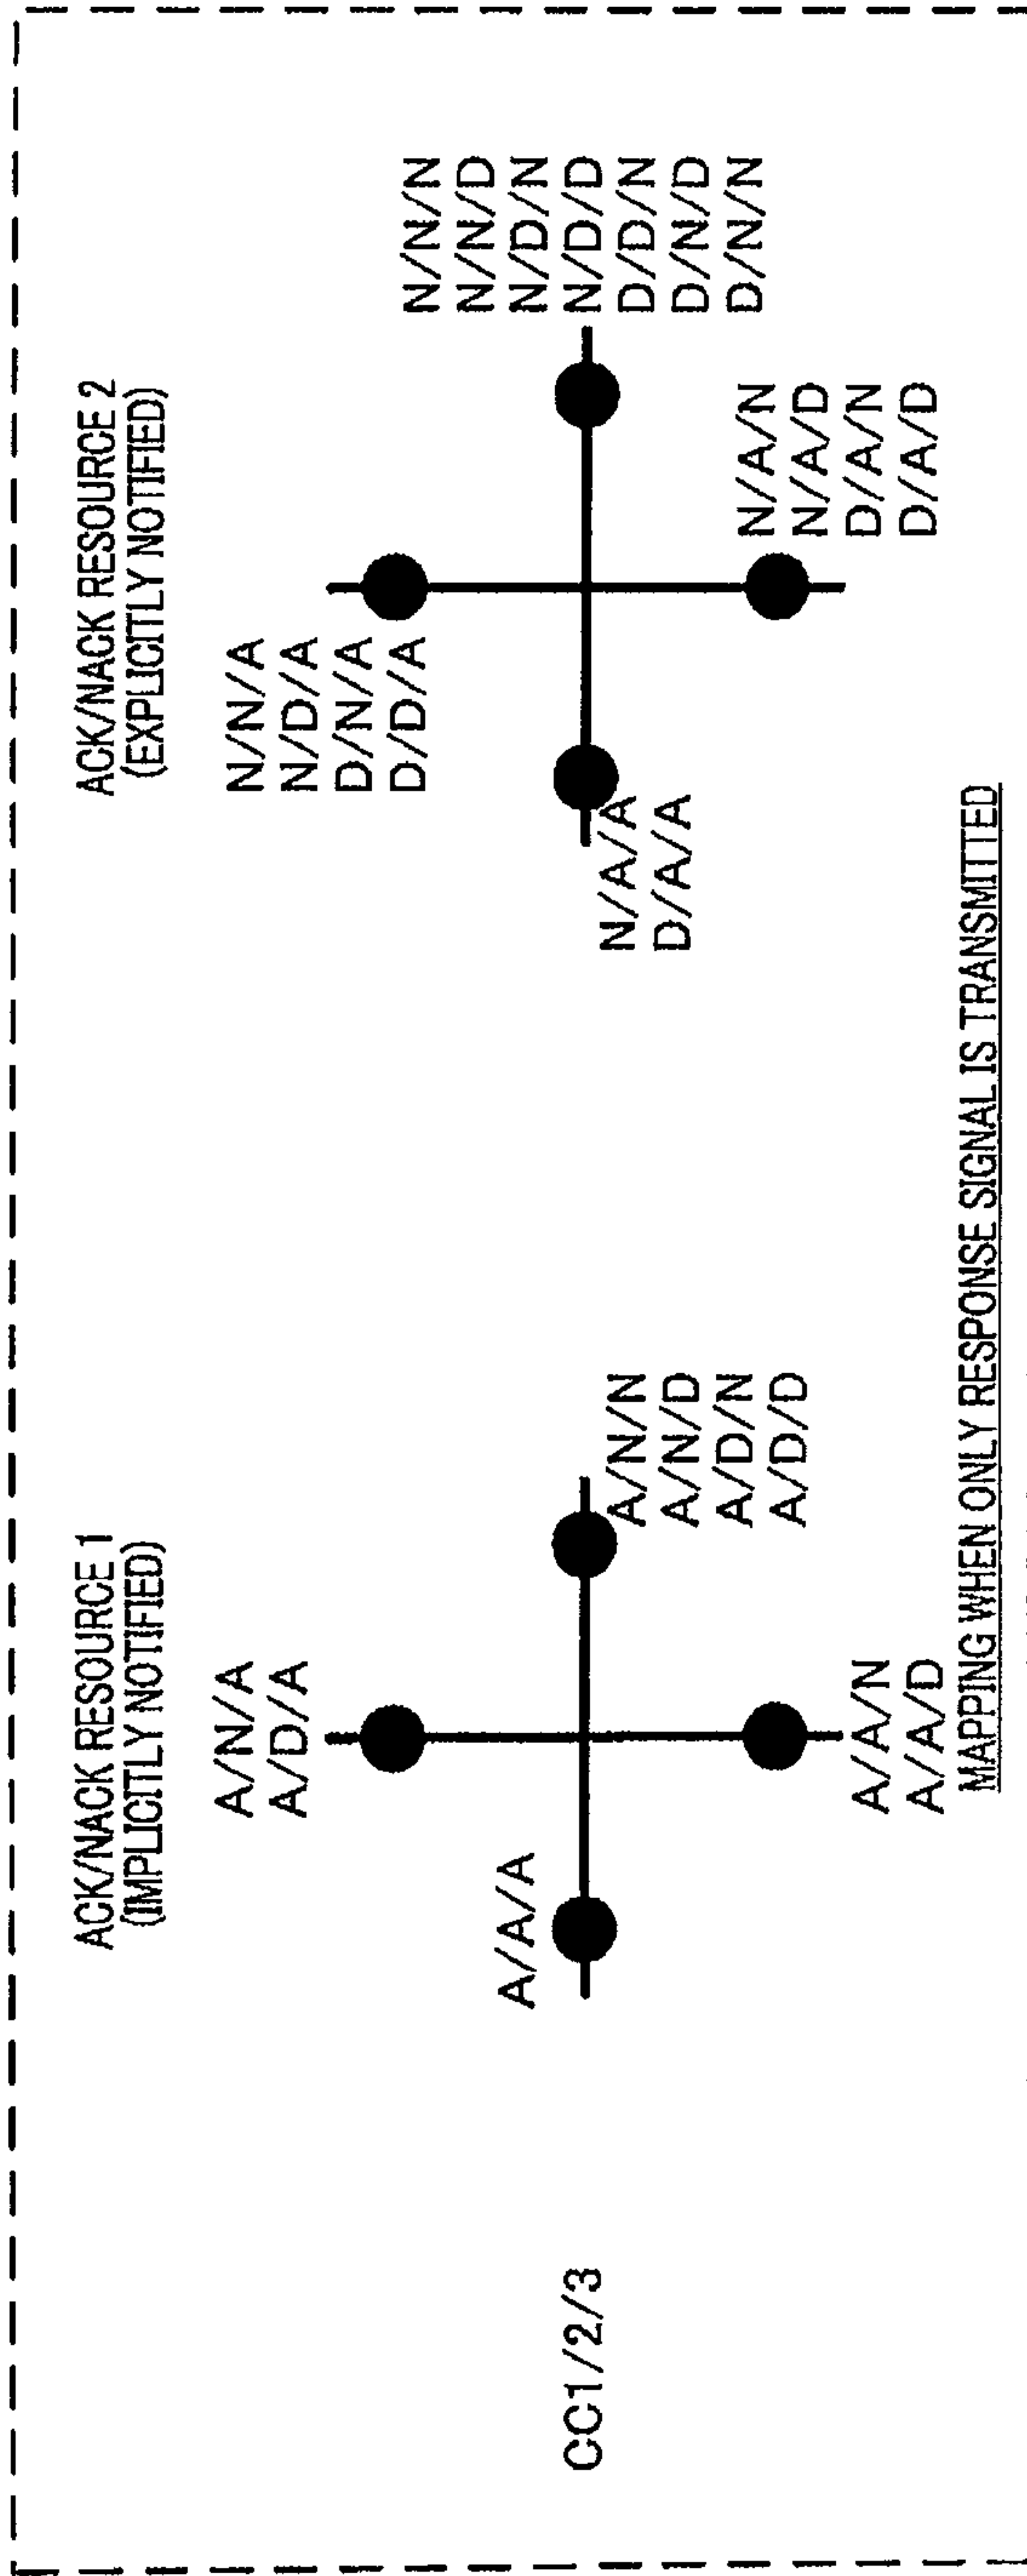 CC1/2/3
ACK/NACK RESOURCE 1
(IMPLICITLY NOTIFIED)
A/N/A
A/D/A
A/A/A
A/N/N
A/N/D
A/D/N
A/D/D
A/A/N
A/A/D
ACK/NACK RESOURCE 2
(EXPLICITLY NOTIFIED)
N/N/A
N/D/A
D/N/A
D/D/A
N/A/A
D/A/A
N/N/N
N/N/D
N/D/N
N/D/D
D/D/N
D/N/D
D/N/N
N/A/N
N/A/D
D/A/N
D/A/D
MAPPING WHEN ONLY RESPONSE SIGNAL IS TRANSMITTED